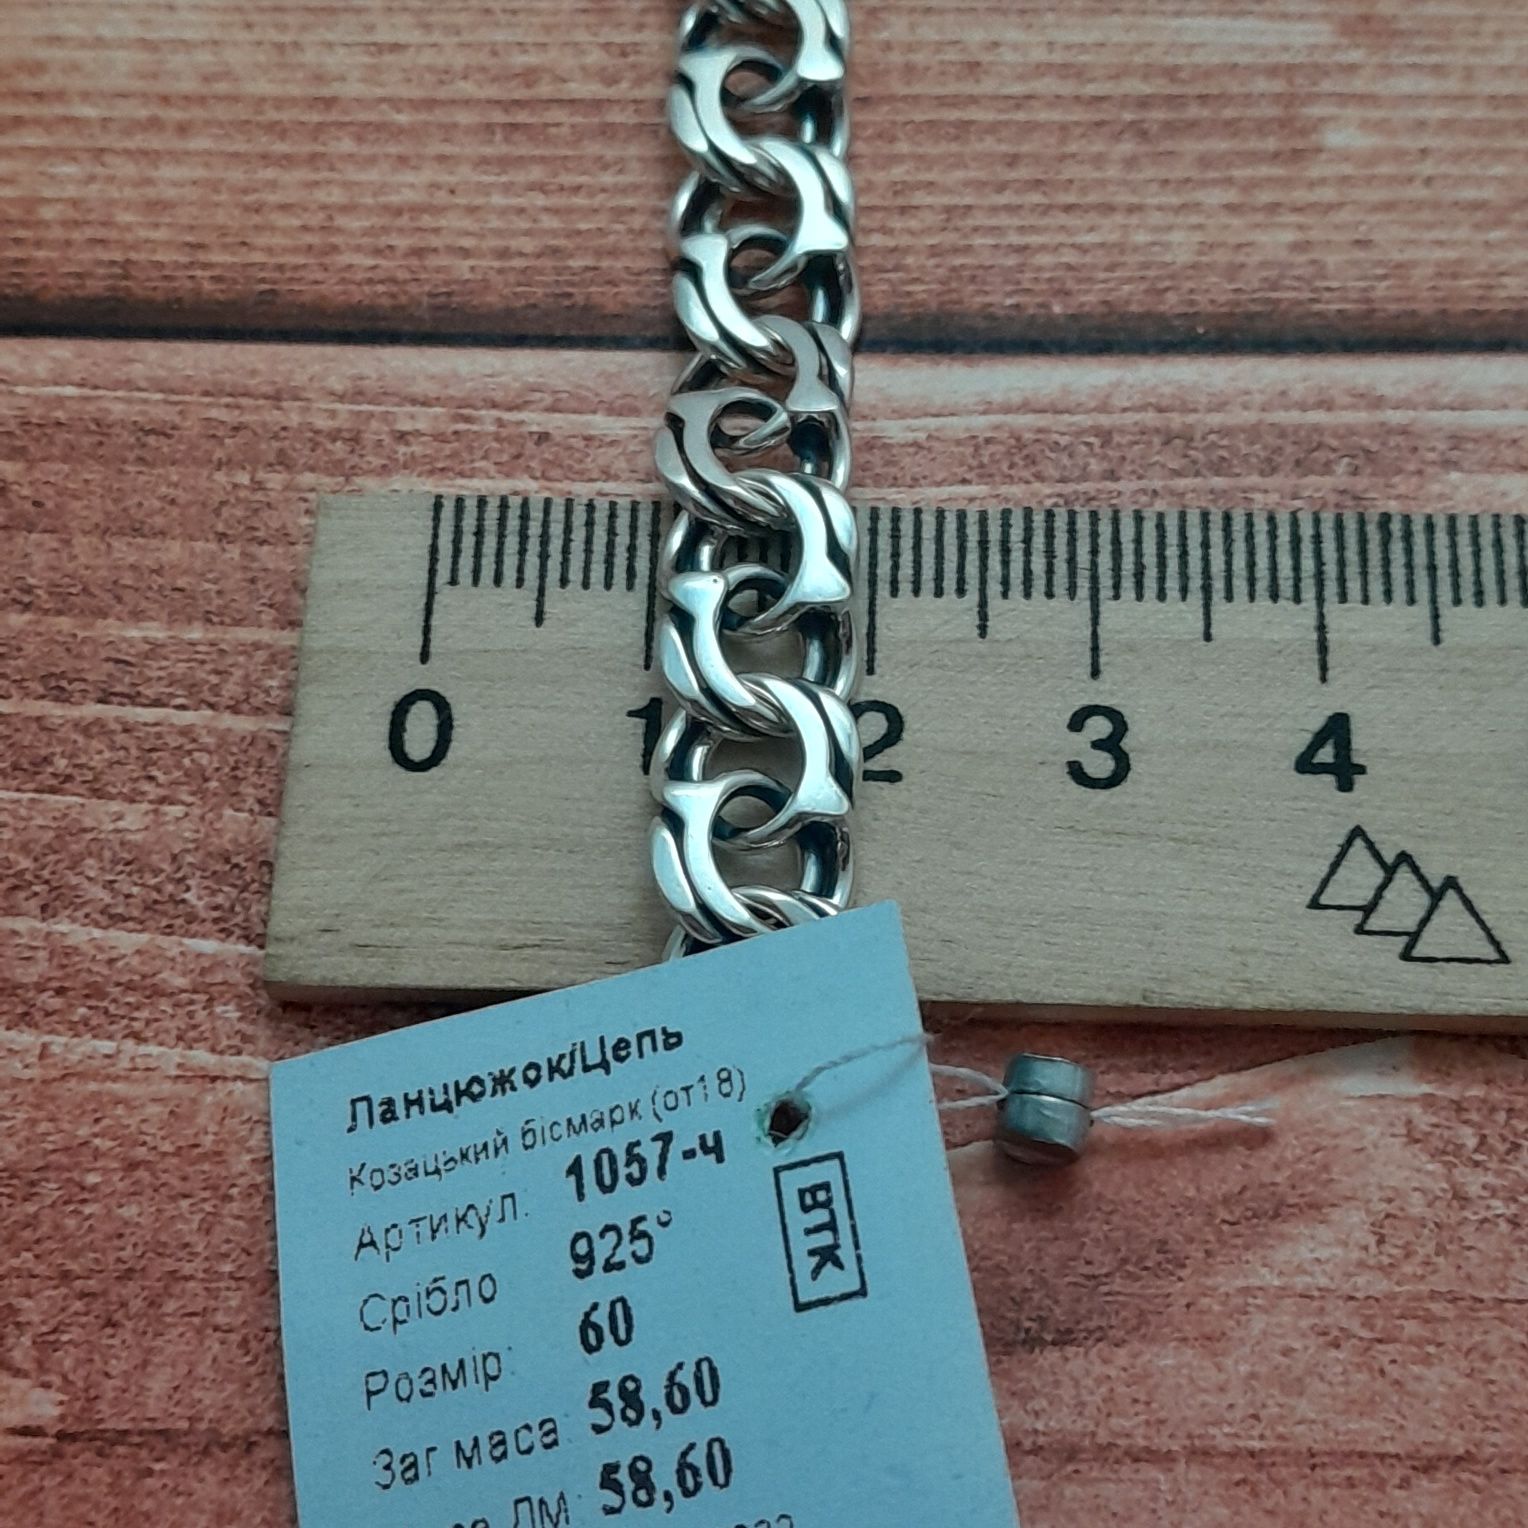 0 1 2 3 4
Ланцюжок/Цепь
Козацький бісмарк (от18)
Артикул: 1057-ч
Срібло 925°
Розмір: 60
Заг маса: 58,60
ДМ: 58,60
ВТК